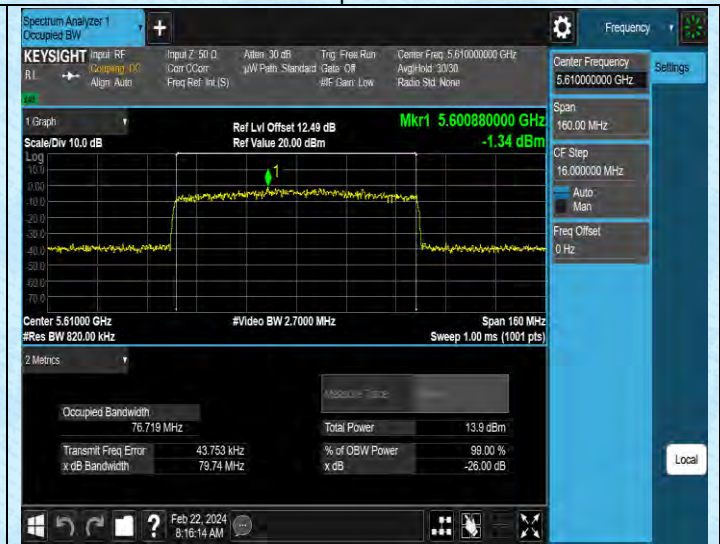 Spectrum Analyzer 1
Occupied BW
+
Frequency
KEYSIGHT Input: RF Input Z: 50 Ω Atten: 30 dB Trig: Free Run Center Freq: 5.610000000 GHz
RL Coupling: DC Corr CCorr µW Path: Standard Gate: Off Avg|Hold: 30/30
Align: Auto Freq Ref: Int (S) #IF Gain: Low Radio Std: None
1 Graph
Ref Lvl Offset 12.49 dB
Mkr1 5.600880000 GHz
Scale/Div 10.0 dB
Ref Value 20.00 dBm
-1.34 dBm
Log
10.0
0.00
-10.0
-20.0
-30.0
-40.0
-50.0
-60.0
-70.0
1
Center 5.61000 GHz
#Video BW 2.7000 MHz
Span 160 MHz
#Res BW 820.00 kHz
Sweep 1.00 ms (1001 pts)
2 Metrics
Measure Trace
Occupied Bandwidth
76.719 MHz
Total Power 13.9 dBm
Transmit Freq Error 43.753 kHz
% of OBW Power 99.00 %
x dB Bandwidth 79.74 MHz
x dB -26.00 dB
Center Frequency
5.610000000 GHz
Settings
Span
160.00 MHz
CF Step
16.000000 MHz
Auto
Man
Freq Offset
0 Hz
Local
?
Feb 22, 2024
8:16:14 AM